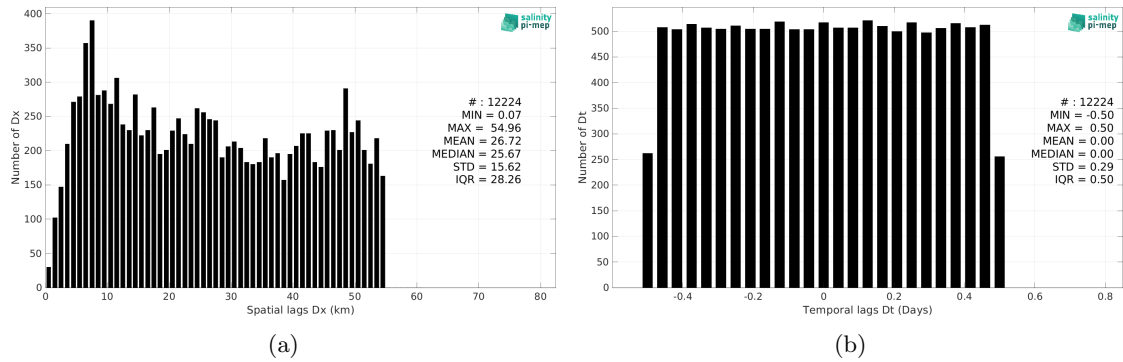 400
350
300
250
200
150
100
50
0
Number of Dx
0 10 20 30 40 50 60 70 80
Spatial lags Dx (km)
salinity
pi-mep
# : 12224
MIN = 0.07
MAX = 54.96
MEAN = 26.72
MEDIAN = 25.67
STD = 15.62
IQR = 28.26
(a)
500
450
400
350
300
250
200
150
100
50
0
Number of Dt
-0.4 -0.2 0 0.2 0.4 0.6 0.8
Temporal lags Dt (Days)
salinity
pi-mep
# : 12224
MIN = -0.50
MAX = 0.50
MEAN = 0.00
MEDIAN = 0.00
STD = 0.29
IQR = 0.50
(b)